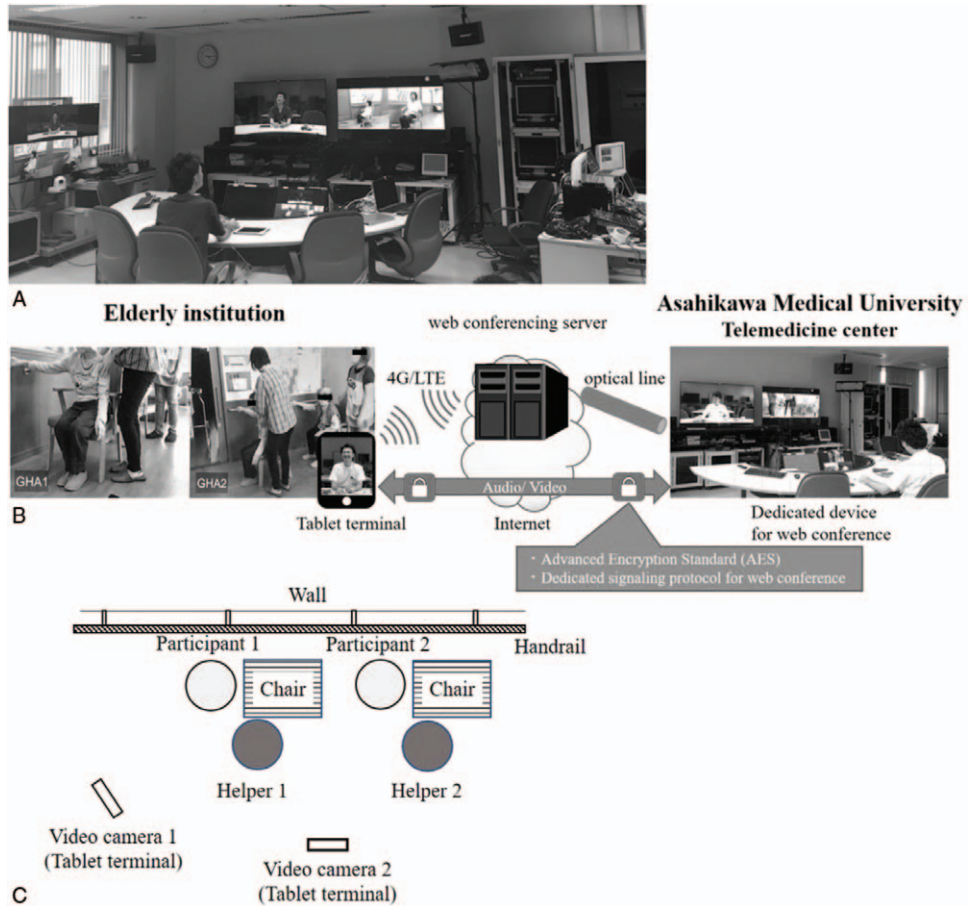 A
Elderly institution
web conferencing server
Asahikawa Medical University
Telemedicine center
4G/LTE
optical line
GHA1
GHA2
Audio/ Video
B
Tablet terminal
Internet
Dedicated device
for web conference
· Advanced Encryption Standard (AES)
· Dedicated signaling protocol for web conference
Wall
Participant 1
Participant 2
Handrail
Chair
Chair
Helper 1
Helper 2
Video camera 1
(Tablet terminal)
Video camera 2
(Tablet terminal)
C